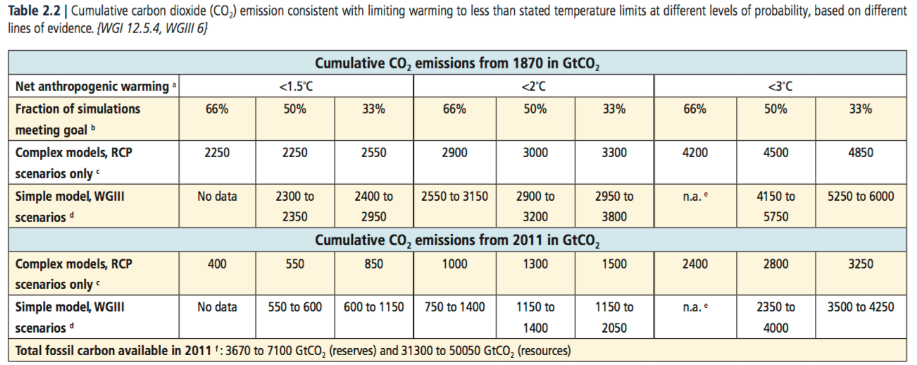 Table 2.2 | Cumulative carbon dioxide (CO2) emission consistent with limiting warming to less than stated temperature limits at different levels of probability, based on different
lines of evidence. {WGI 12.5.4, WGIII 6}
Cumulative CO2 emissions from 1870 in GtCO2
Net anthropogenic warming a <1.5°C <2°C <3°C
Fraction of simulations meeting goal b 66% 50% 33% 66% 50% 33% 66% 50% 33%
Complex models, RCP scenarios only c 2250 2250 2550 2900 3000 3300 4200 4500 4850
Simple model, WGIII scenarios d No data 2300 to 2350 2400 to 2950 2550 to 3150 2900 to 3200 2950 to 3800 n.a. e 4150 to 5750 5250 to 6000
Cumulative CO2 emissions from 2011 in GtCO2
Complex models, RCP scenarios only c 400 550 850 1000 1300 1500 2400 2800 3250
Simple model, WGIII scenarios d No data 550 to 600 600 to 1150 750 to 1400 1150 to 1400 1150 to 2050 n.a. e 2350 to 4000 3500 to 4250
Total fossil carbon available in 2011 f : 3670 to 7100 GtCO2 (reserves) and 31300 to 50050 GtCO2 (resources)